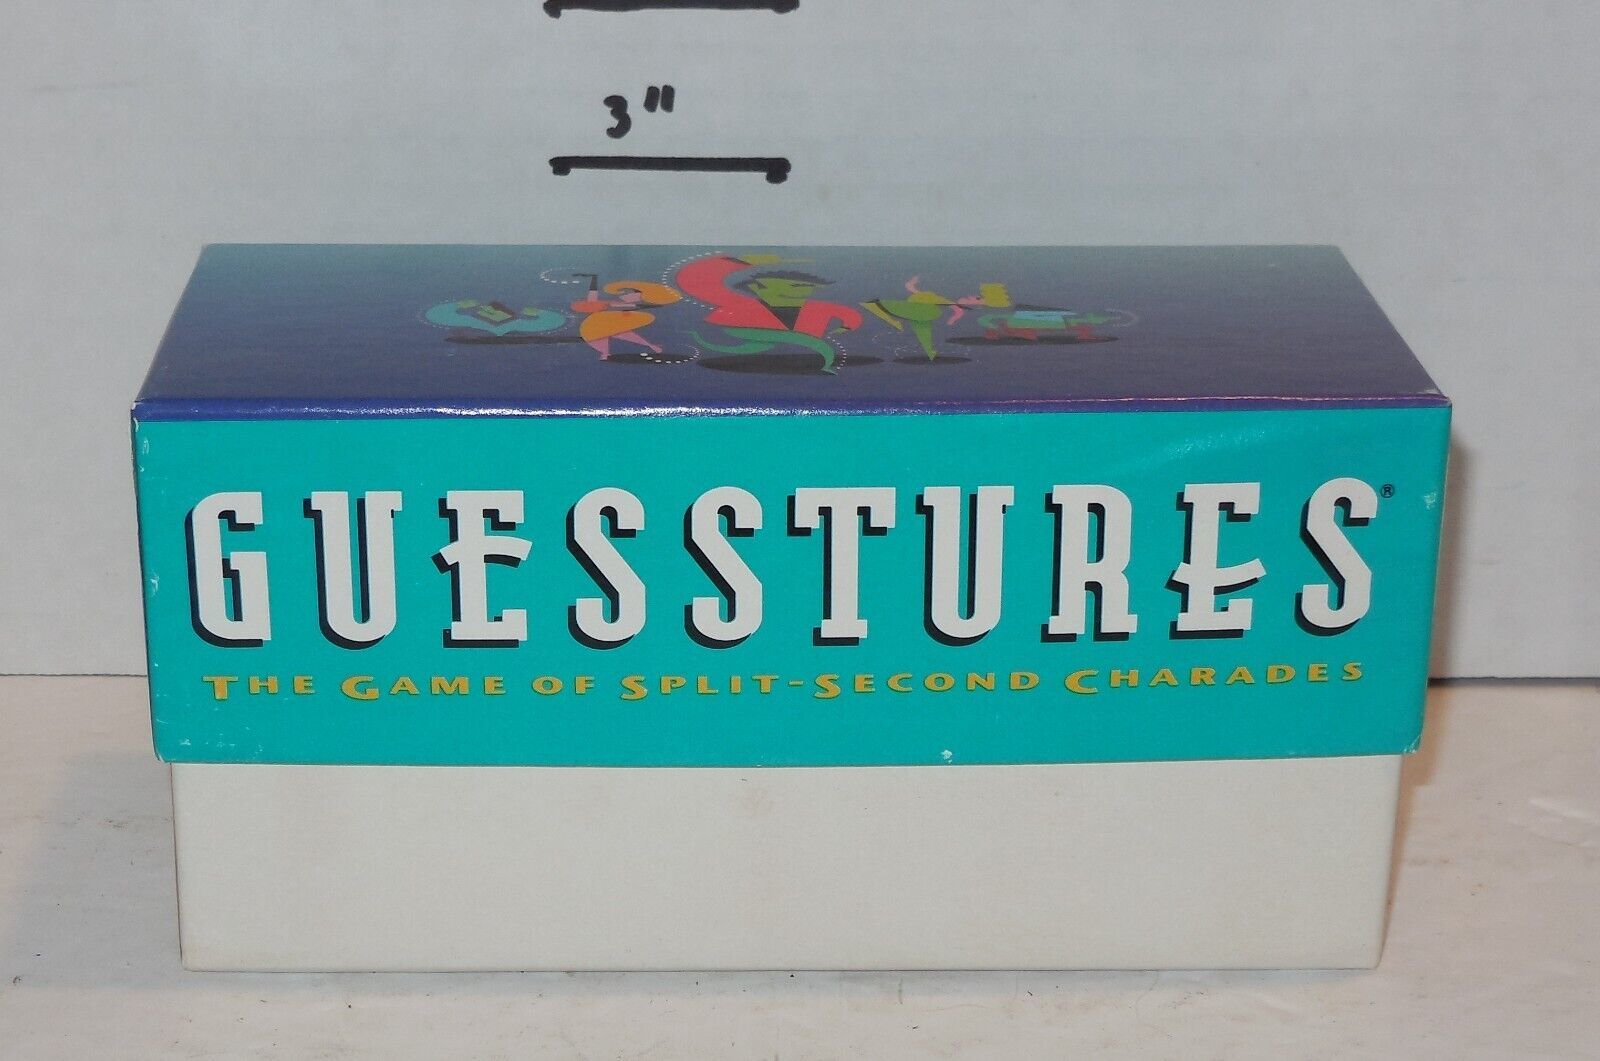 3"
GUESSTURES®
THE GAME OF SPLIT-SECOND CHARADES